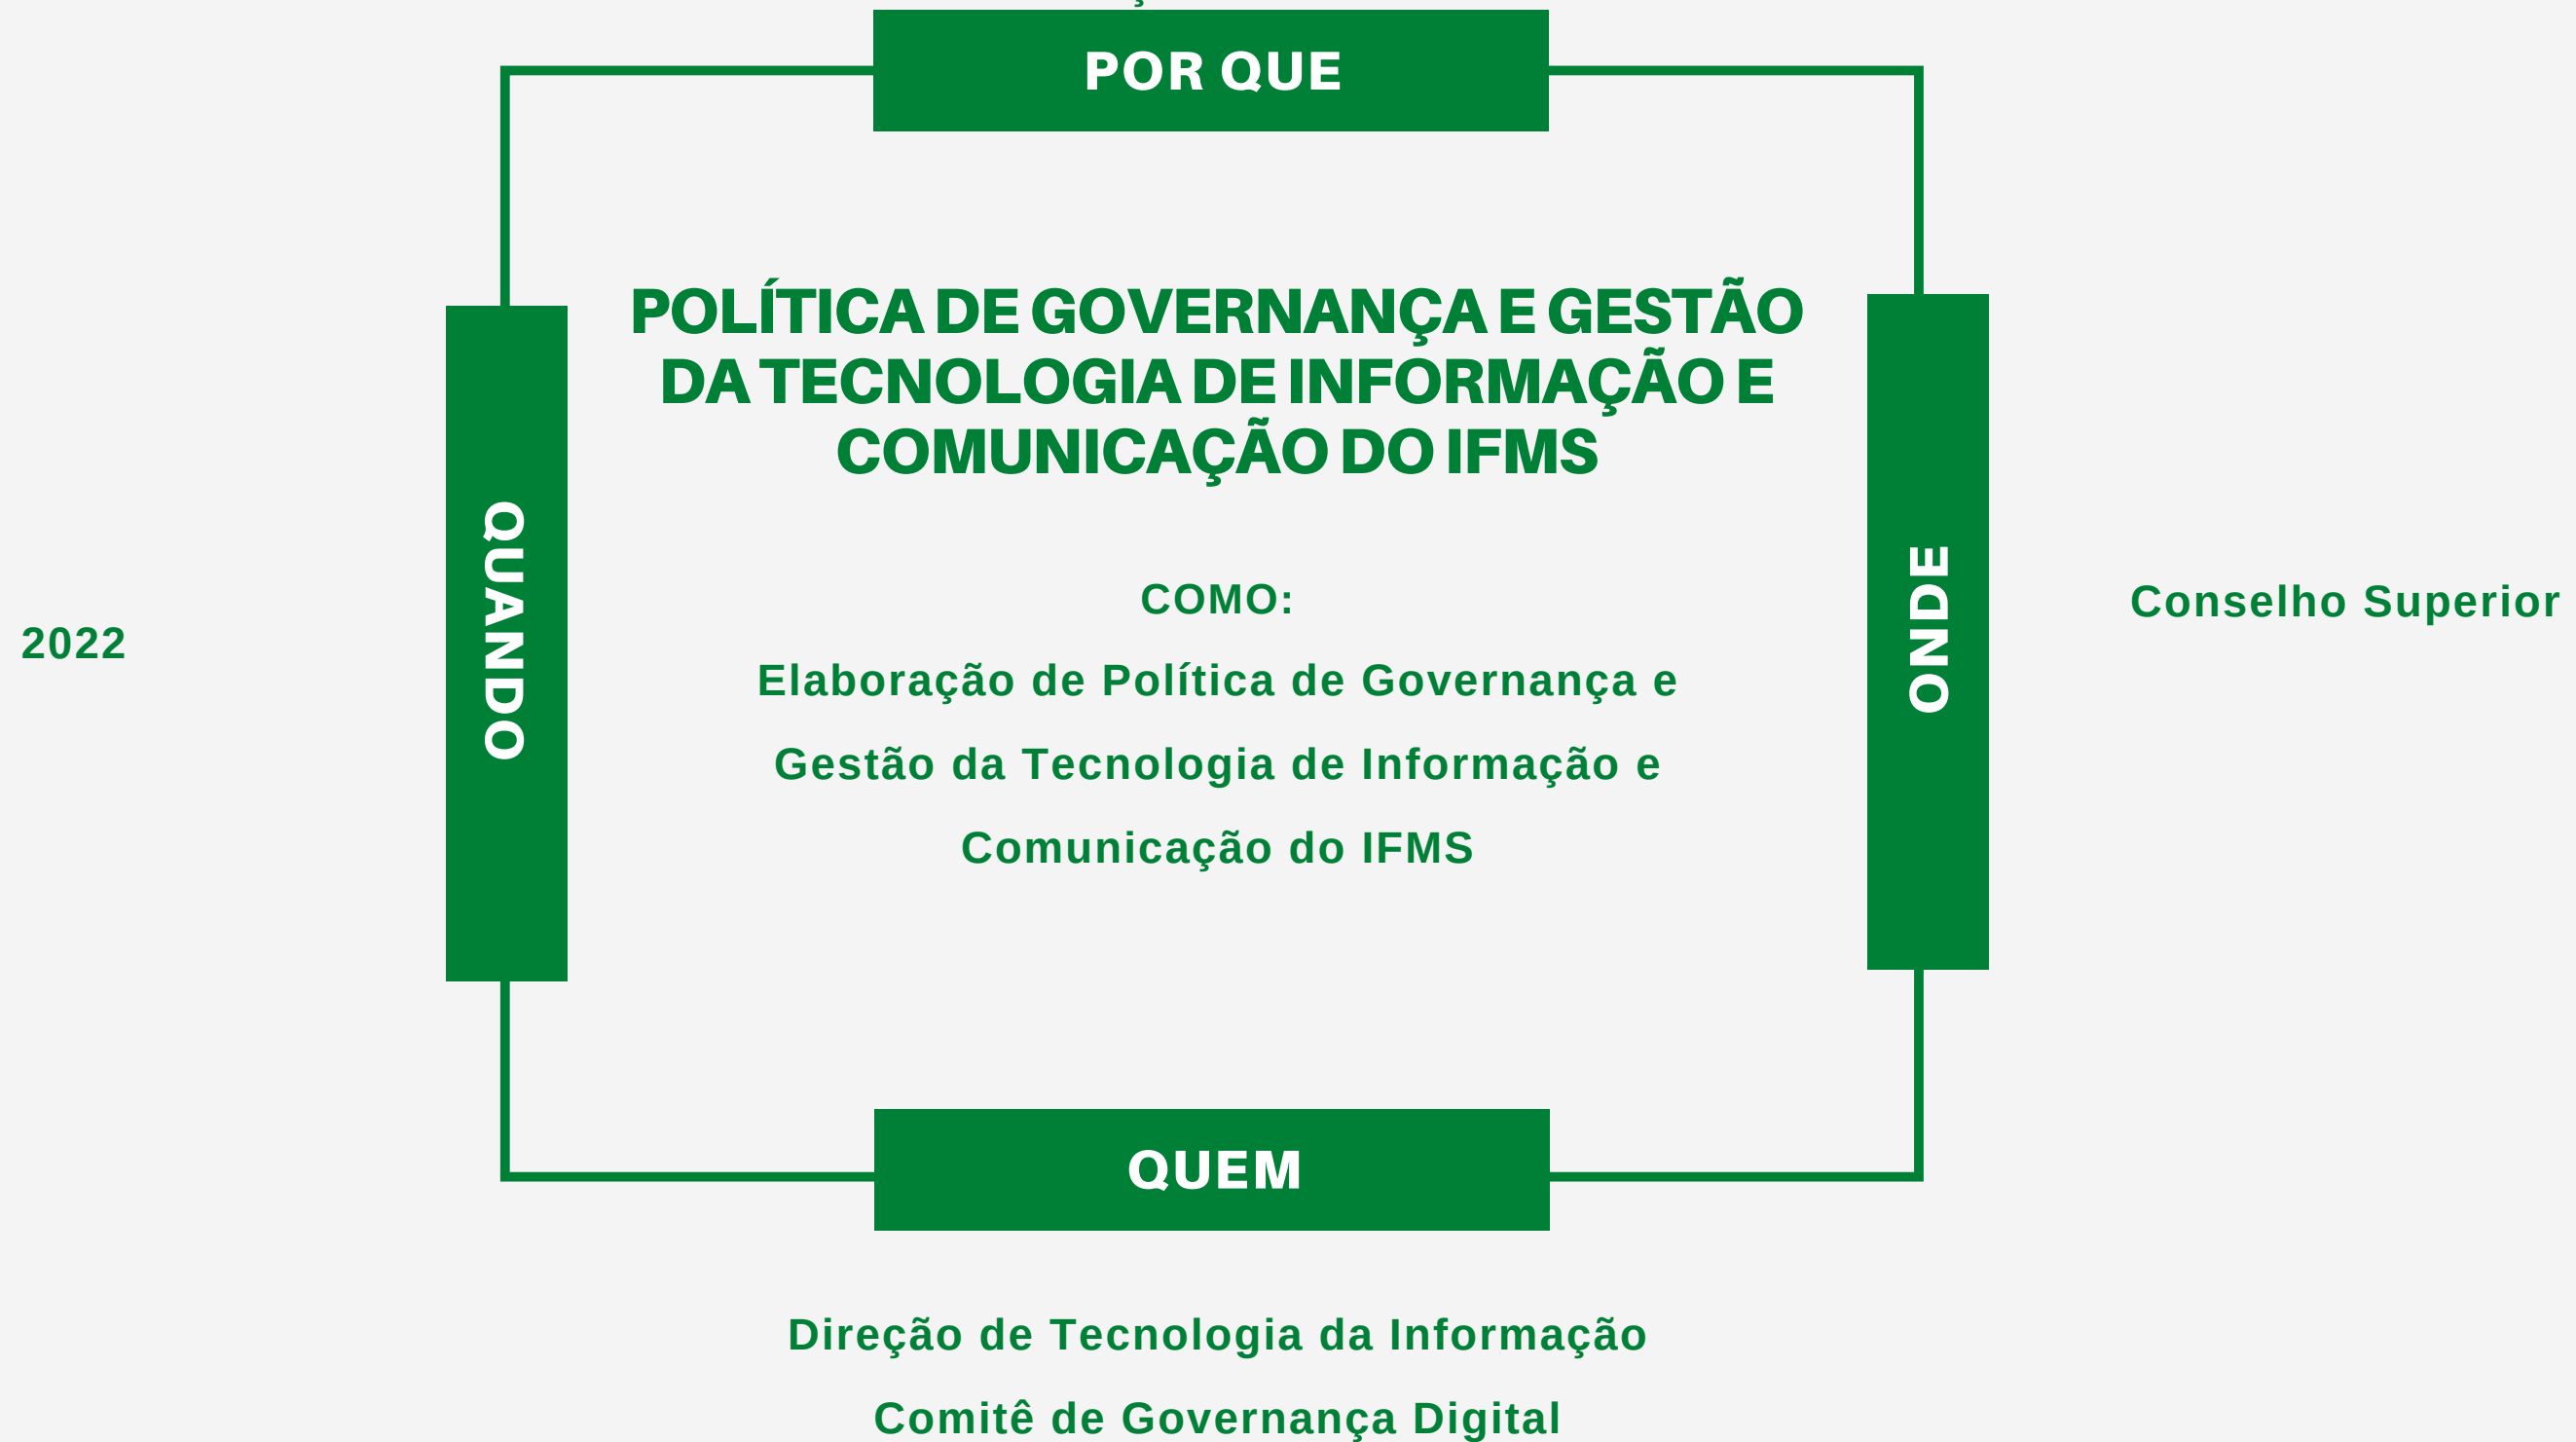 POR QUE
POLÍTICA DE GOVERNANÇA E GESTÃO
DA TECNOLOGIA DE INFORMAÇÃO E
COMUNICAÇÃO DO IFMS
QUANDO
2022
COMO:
Elaboração de Política de Governança e
Gestão da Tecnologia de Informação e
Comunicação do IFMS
ONDE
Conselho Superior
QUEM
Direção de Tecnologia da Informação
Comitê de Governança Digital